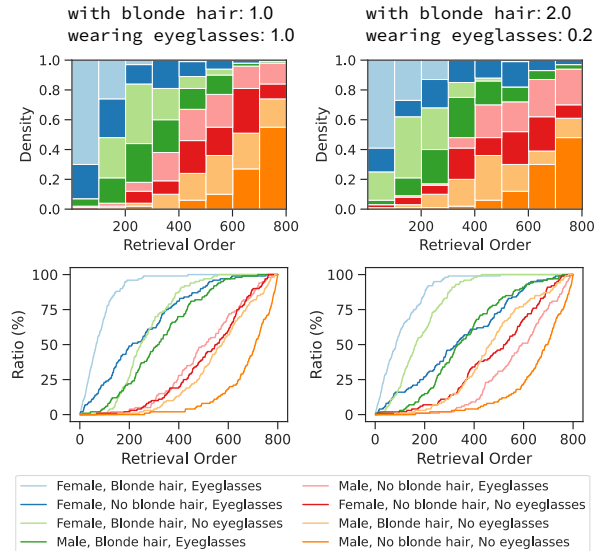 with blonde hair: 1.0
wearing eyeglasses: 1.0
with blonde hair: 2.0
wearing eyeglasses: 0.2
1.0
0.8
0.6
0.4
0.2
0.0
Density
200 400 600 800
Retrieval Order
1.0
0.8
0.6
0.4
0.2
0.0
Density
200 400 600 800
Retrieval Order
100
75
50
25
0
Ratio (%)
0 200 400 600 800
Retrieval Order
100
75
50
25
0
Ratio (%)
0 200 400 600 800
Retrieval Order
Female, Blonde hair, Eyeglasses
Female, No blonde hair, Eyeglasses
Female, Blonde hair, No eyeglasses
Male, Blonde hair, Eyeglasses
Male, No blonde hair, Eyeglasses
Female, No blonde hair, No eyeglasses
Male, Blonde hair, No eyeglasses
Male, No blonde hair, No eyeglasses